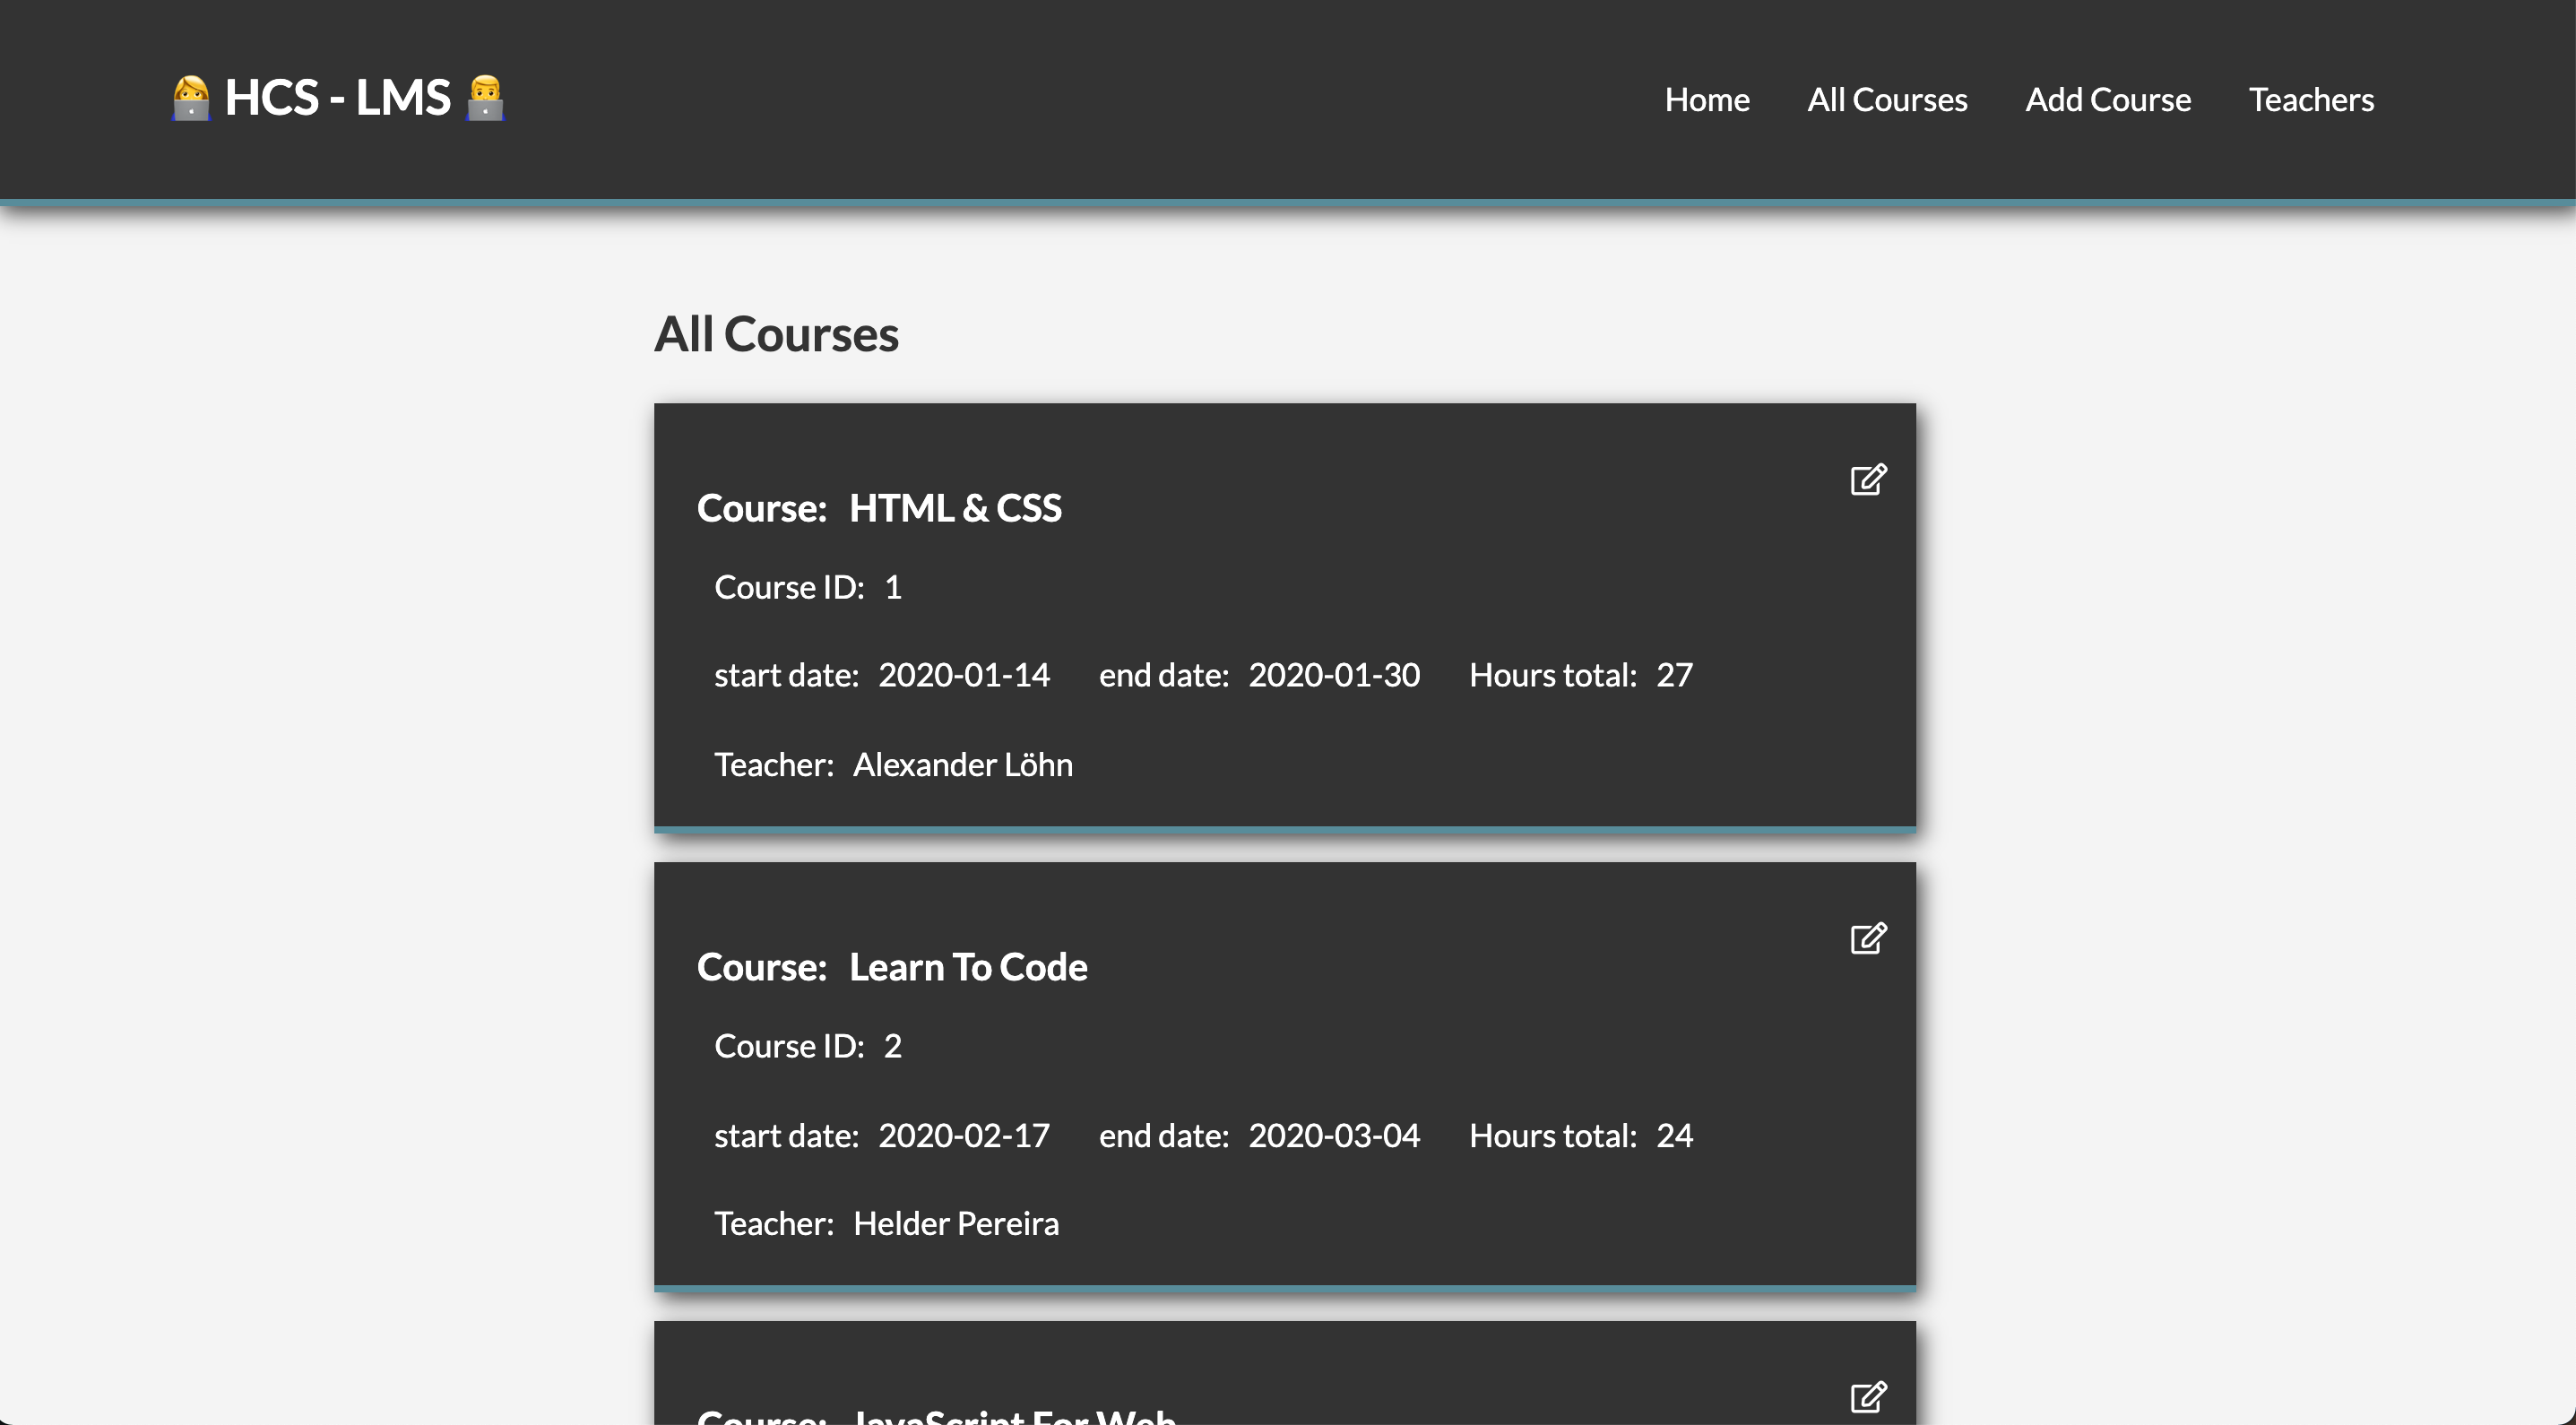 HCS - LMS
Home All Courses Add Course Teachers
All Courses
Course: HTML & CSS
Course ID: 1
start date: 2020-01-14 end date: 2020-01-30 Hours total: 27
Teacher: Alexander Löhn
Course: Learn To Code
Course ID: 2
start date: 2020-02-17 end date: 2020-03-04 Hours total: 24
Teacher: Helder Pereira
Course: JavaScript For Web